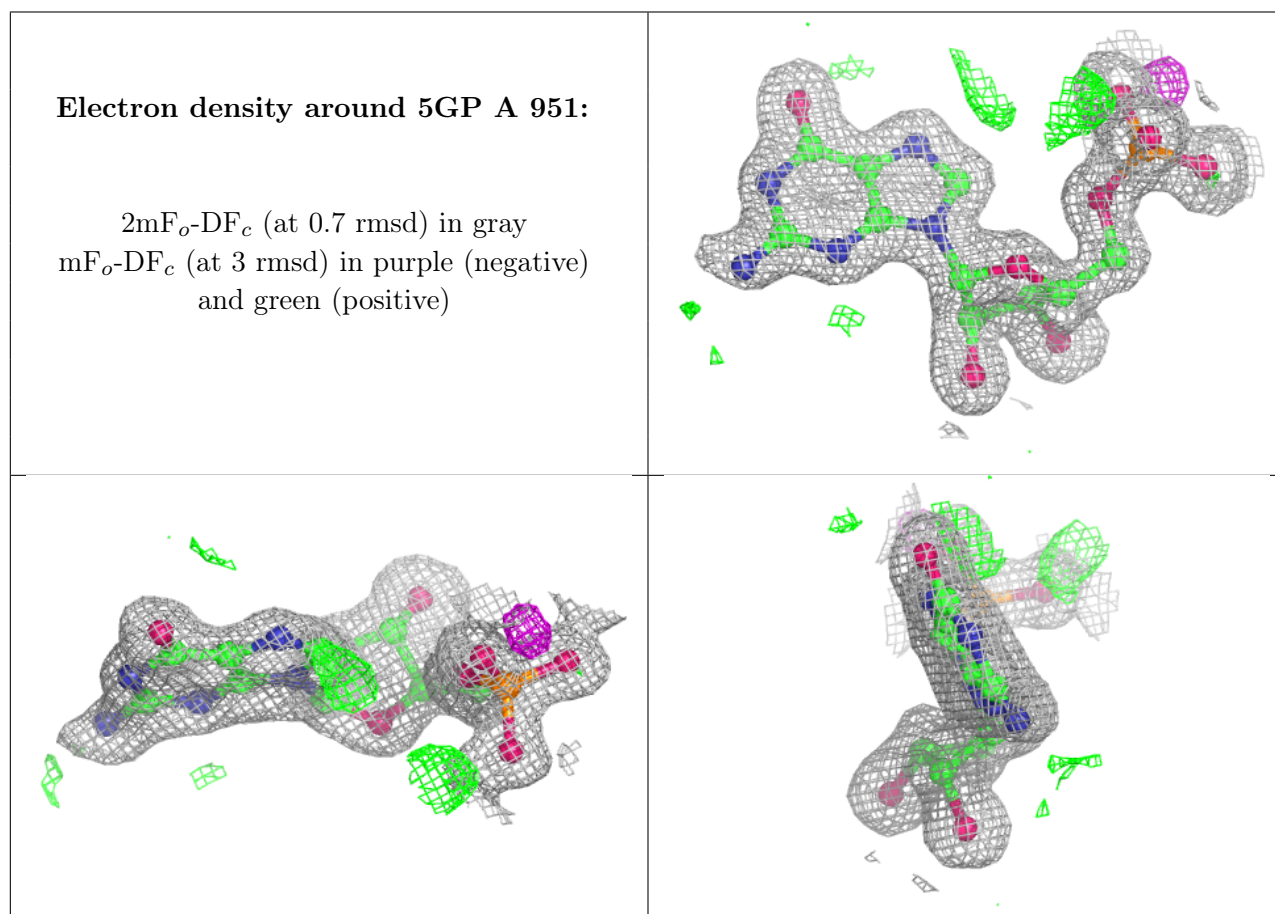 Electron density around 5GP A 951:
2mFo-DFc (at 0.7 rmsd) in gray
mFo-DFc (at 3 rmsd) in purple (negative)
and green (positive)